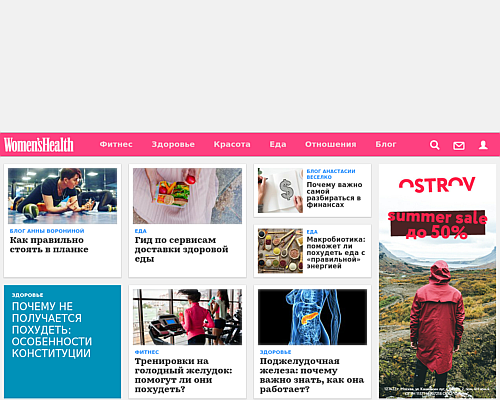 Women'sHealth
Фитнес
Здоровье
Красота
Еда
Отношения
Блог
БЛОГ АННЫ ВОРОНИНОЙ
Как правильно
стоять в планке
ЕДА
Гид по сервисам
доставки здоровой
еды
БЛОГ АНАСТАСИИ
ВЕСЕЛКО
Почему важно
самой
разбираться в
финансах
ЕДА
Макробиотика:
поможет ли
похудеть еда с
«правильной»
энергией
OSTROV
summer sale
до 50%
ЗДОРОВЬЕ
ПОЧЕМУ НЕ
ПОЛУЧАЕТСЯ
ПОХУДЕТЬ:
ОСОБЕННОСТИ
КОНСТИТУЦИИ
ФИТНЕС
Тренировки на
голодный желудок:
помогут ли они
похудеть?
ЗДОРОВЬЕ
Поджелудочная
железа: почему
важно знать, как она
работает?